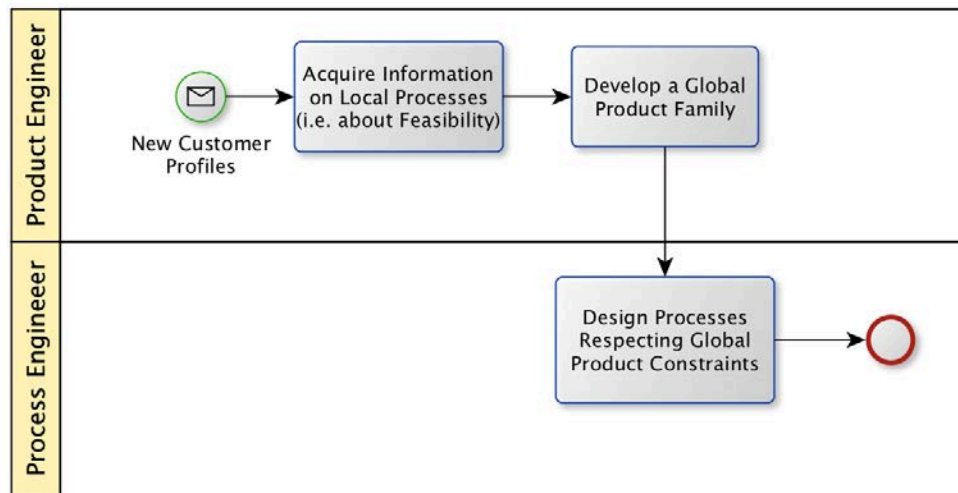 Product Engineer
New Customer
Profiles
Acquire Information
on Local Processes
(i.e. about Feasibility)
Develop a Global
Product Family
Process Engineer
Design Processes
Respecting Global
Product Constraints